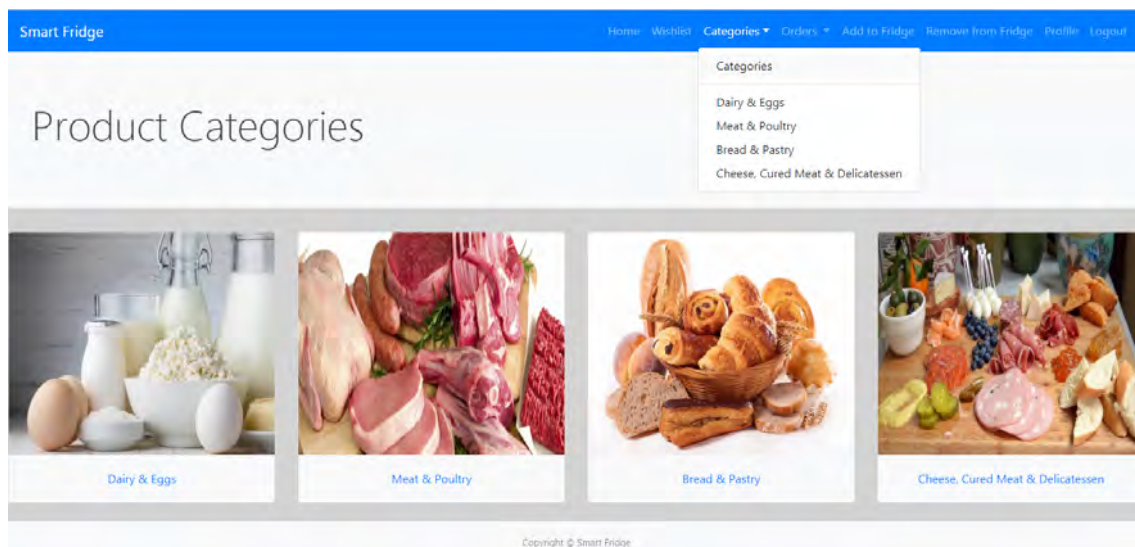 Smart Fridge Home Wishlist Categories Orders Add to Fridge Remove from Fridge Profile Logout
Categories
Dairy & Eggs
Meat & Poultry
Bread & Pastry
Cheese, Cured Meat & Delicatessen
Product Categories
Dairy & Eggs
Meat & Poultry
Bread & Pastry
Cheese, Cured Meat & Delicatessen
Copyright © Smart Fridge